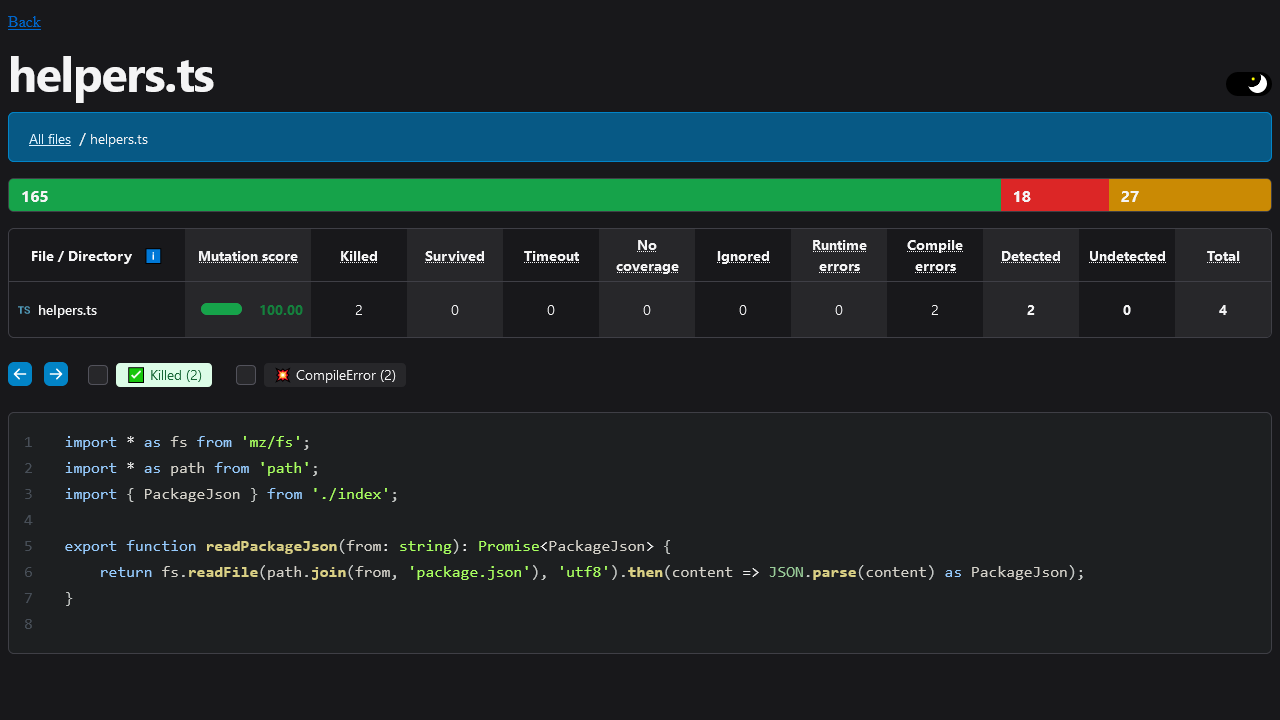 Back
helpers.ts
All files / helpers.ts
165 18 27
File / Directory i Mutation score Killed Survived Timeout No coverage Ignored Runtime errors Compile errors Detected Undetected Total
TS helpers.ts 100.00 2 0 0 0 0 0 2 2 0 4
← → ✅ Killed (2) 💥 CompileError (2)
1 import * as fs from 'mz/fs';
2 import * as path from 'path';
3 import { PackageJson } from './index';
4
5 export function readPackageJson(from: string): Promise<PackageJson> {
6     return fs.readFile(path.join(from, 'package.json'), 'utf8').then(content => JSON.parse(content) as PackageJson);
7 }
8